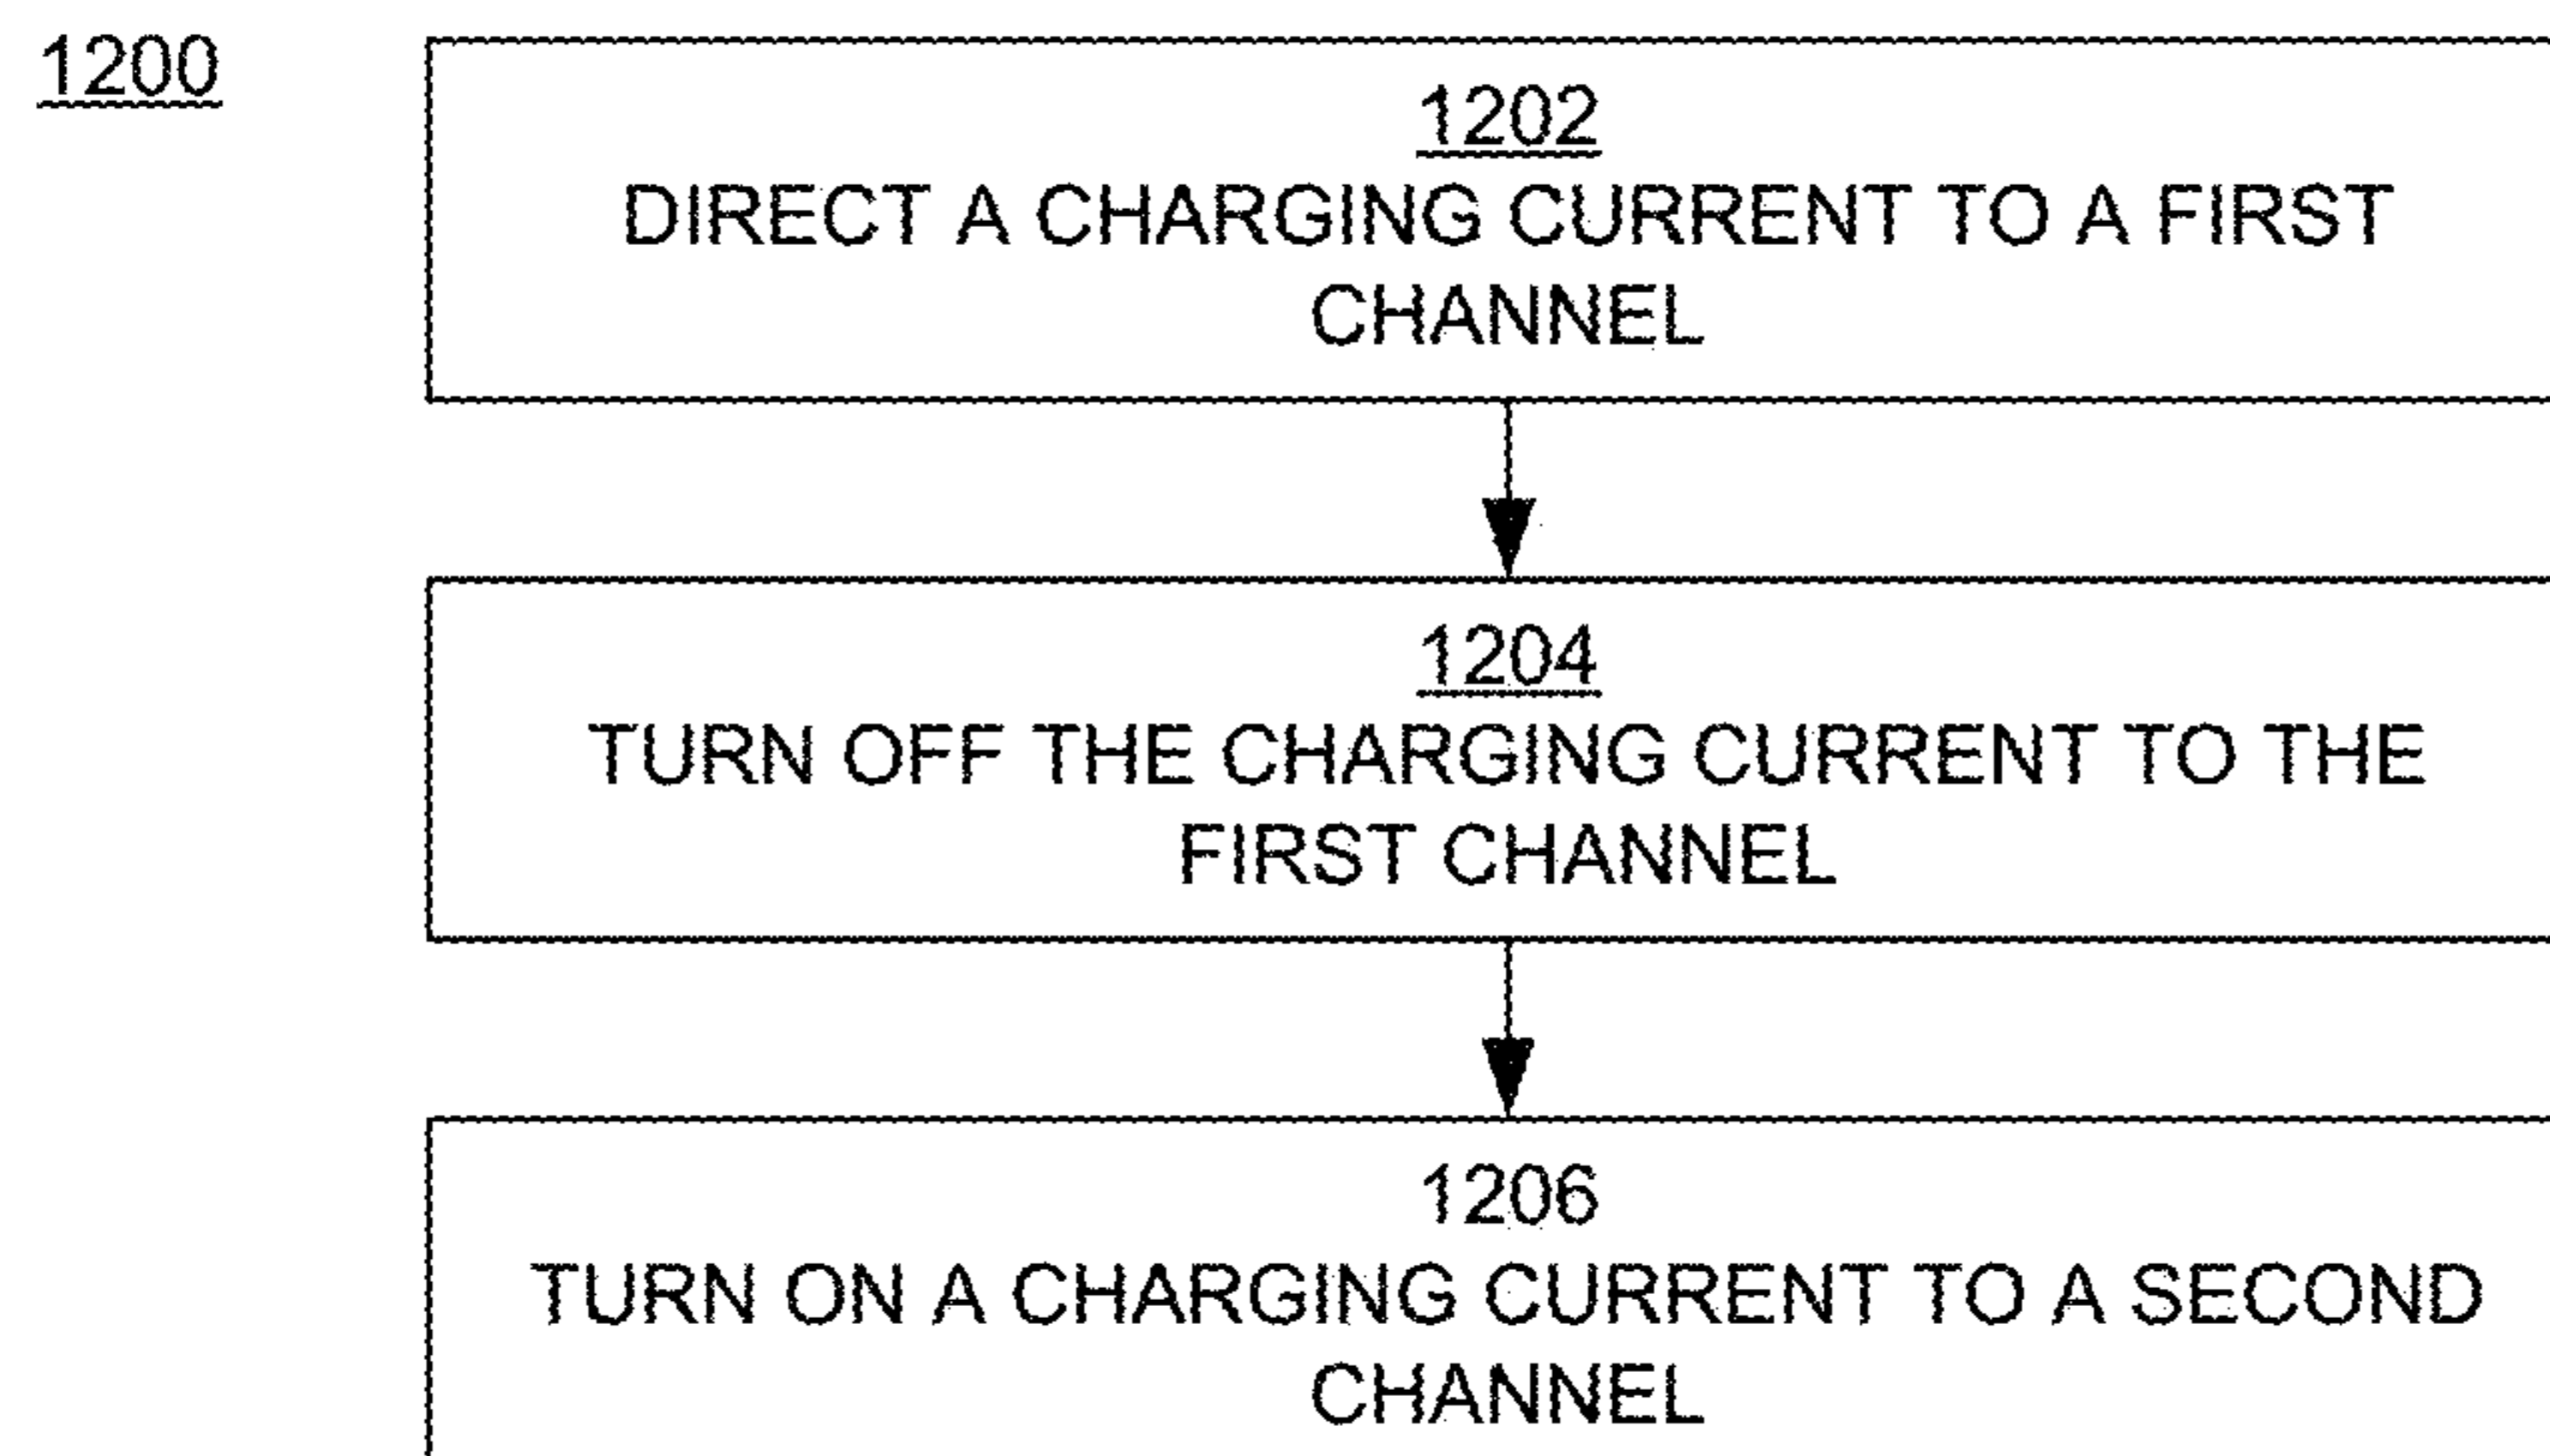 1200
1202
DIRECT A CHARGING CURRENT TO A FIRST
CHANNEL
1204
TURN OFF THE CHARGING CURRENT TO THE
FIRST CHANNEL
1206
TURN ON A CHARGING CURRENT TO A SECOND
CHANNEL